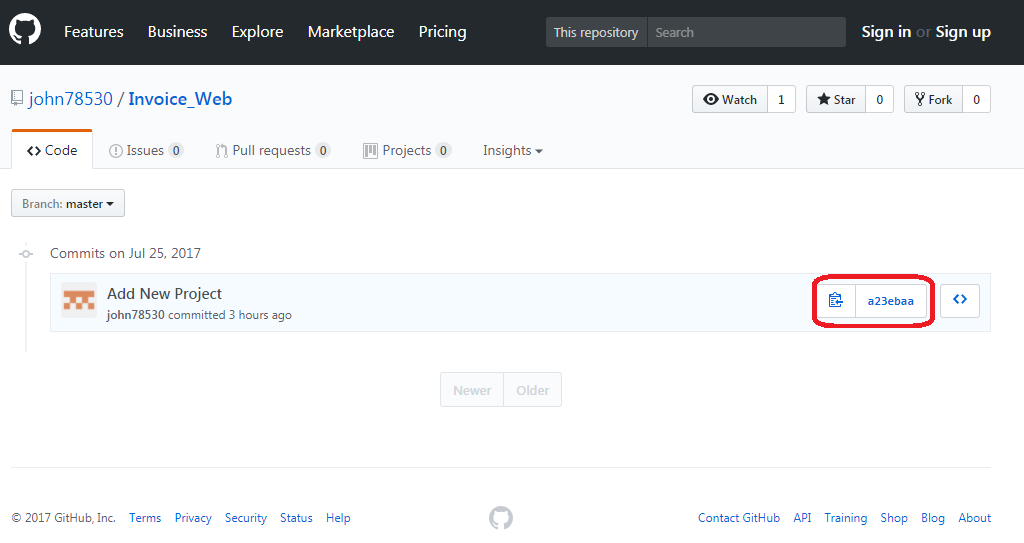 Features Business Explore Marketplace Pricing This repository Search Sign in or Sign up
john78530 / Invoice_Web Watch 1 Star 0 Fork 0
Code Issues 0 Pull requests 0 Projects 0 Insights
Branch: master
Commits on Jul 25, 2017
Add New Project
john78530 committed 3 hours ago
a23ebaa
Newer Older
© 2017 GitHub, Inc. Terms Privacy Security Status Help Contact GitHub API Training Shop Blog About